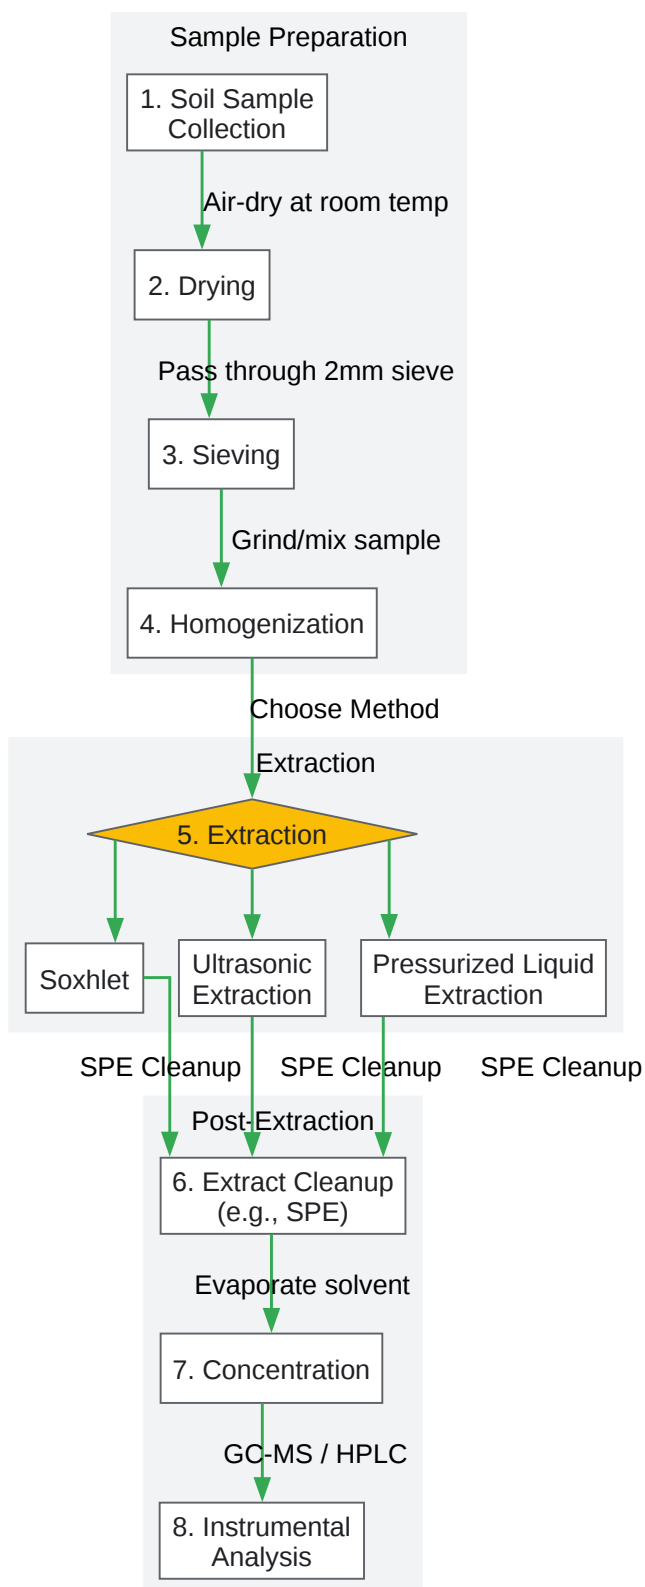 Sample Preparation
1. Soil Sample
Collection
Air-dry at room temp
2. Drying
Pass through 2mm sieve
3. Sieving
Grind/mix sample
4. Homogenization
Choose Method
Extraction
5. Extraction
Soxhlet
Ultrasonic
Extraction
Pressurized Liquid
Extraction
SPE Cleanup
SPE Cleanup
SPE Cleanup
Post-Extraction
6. Extract Cleanup
(e.g., SPE)
Evaporate solvent
7. Concentration
GC-MS / HPLC
8. Instrumental
Analysis